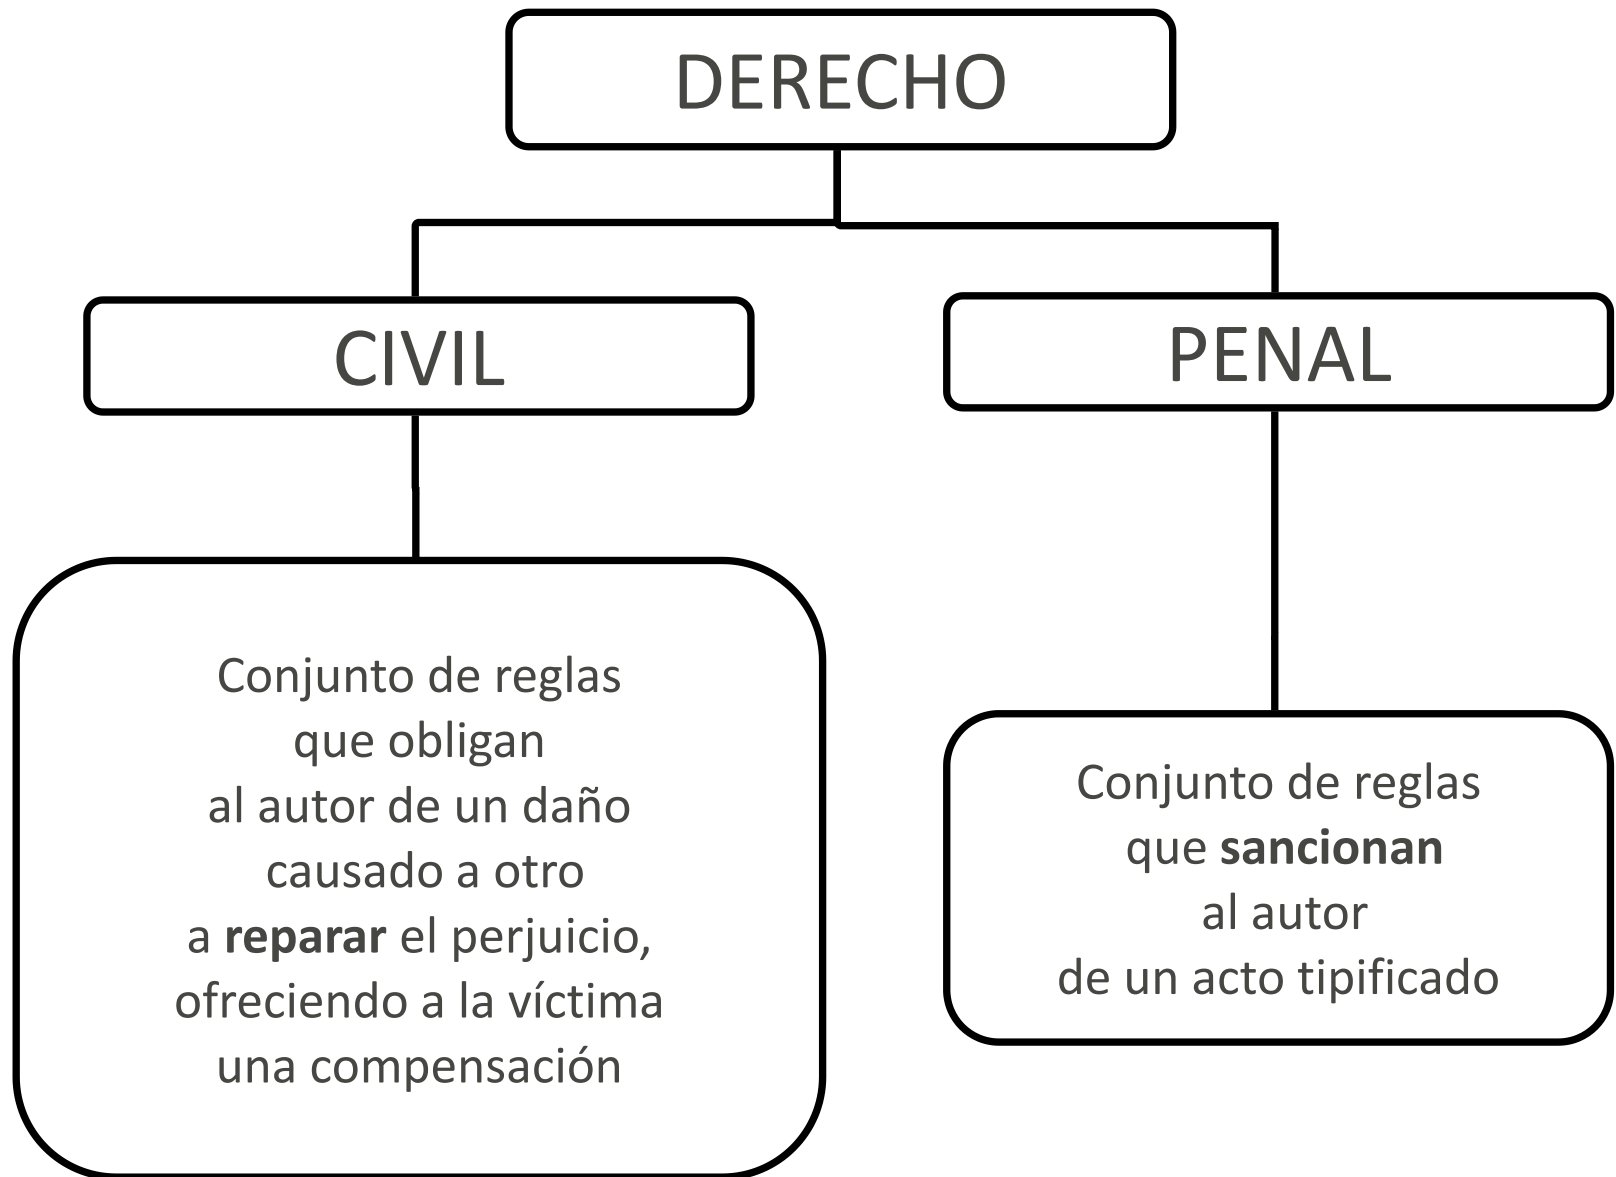 DERECHO
CIVIL
PENAL
Conjunto de reglas
que obligan
al autor de un daño
causado a otro
a reparar el perjuicio,
ofreciendo a la víctima
una compensación
Conjunto de reglas
que sancionan
al autor
de un acto tipificado